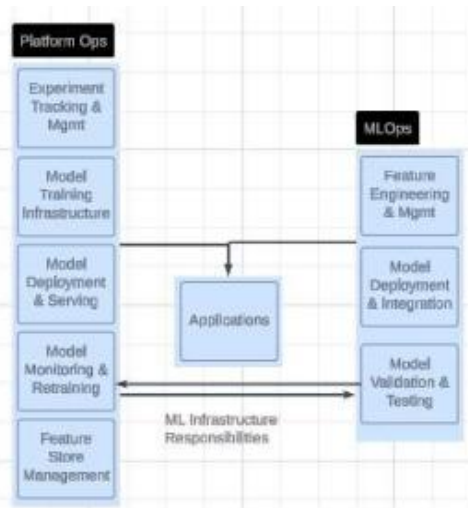 Platform Ops
Experiment
Tracking &
Mgmt
Model
Training
Infrastructure
Model
Deployment
& Serving
Model
Monitoring &
Retraining
Feature
Store
Management
MLOps
Feature
Engineering
& Mgmt
Model
Deployment
& Integration
Model
Validation &
Testing
Applications
ML Infrastructure
Responsibilities